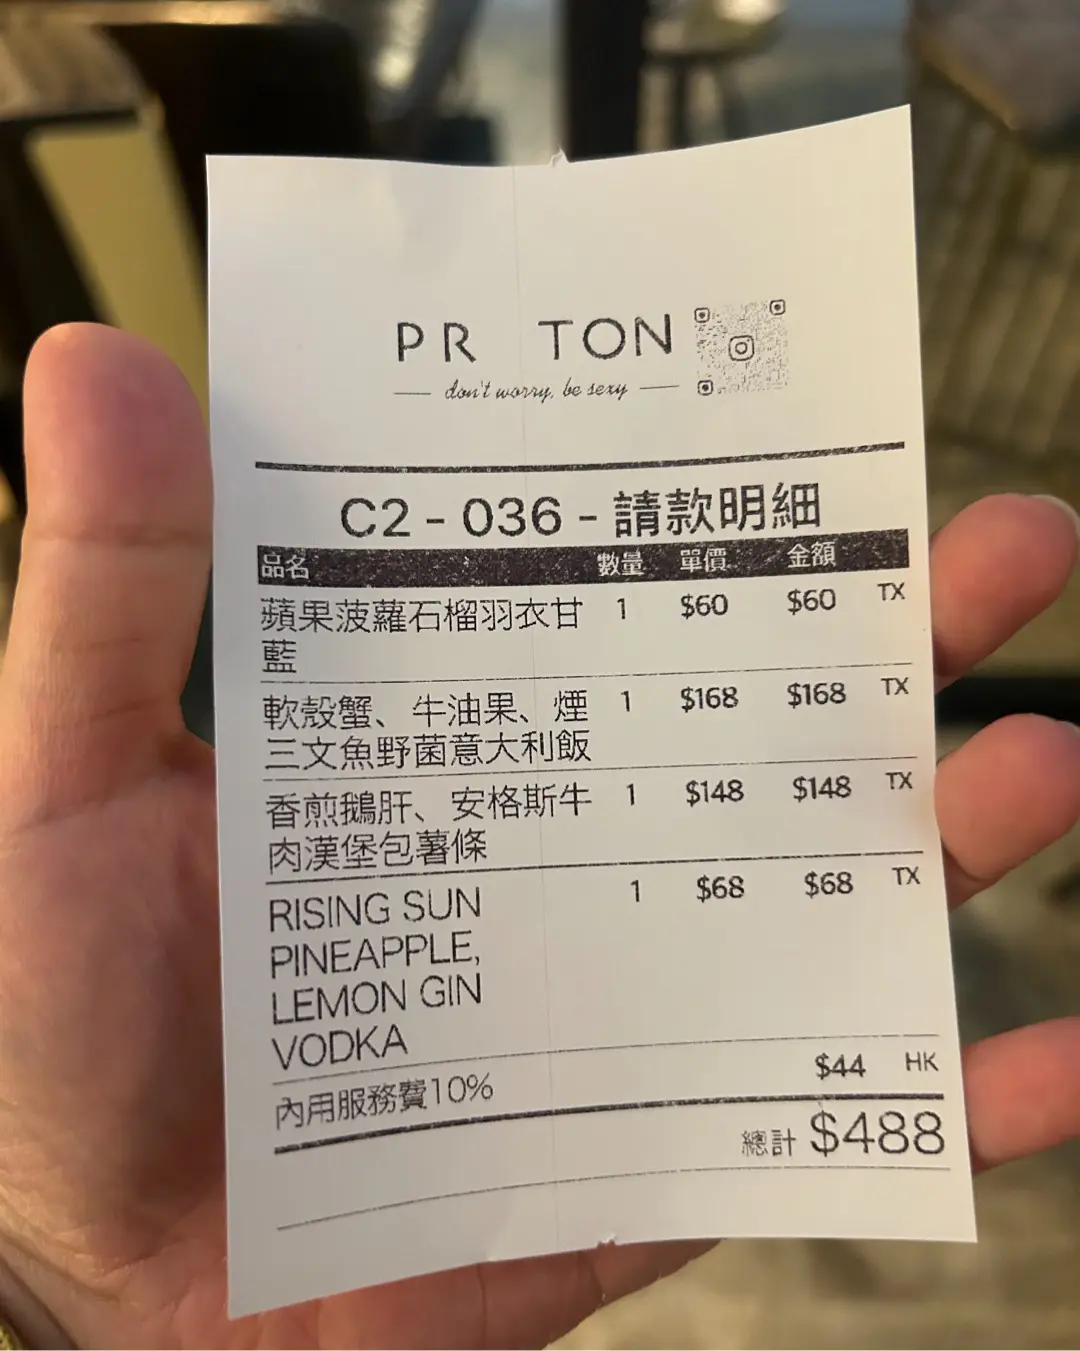 PR TON
don't worry, be sexy
C2 - 036 - 請款明細
品名 數量 單價 金額
蘋果菠蘿石榴羽衣甘 1 $60 $60 TX
藍
軟殼蟹、牛油果、煙 1 $168 $168 TX
三文魚野菌意大利飯
香煎鵝肝、安格斯牛 1 $148 $148 TX
肉漢堡包薯條
RISING SUN 1 $68 $68 TX
PINEAPPLE,
LEMON GIN
VODKA
內用服務費10% $44 HK
總計 $488